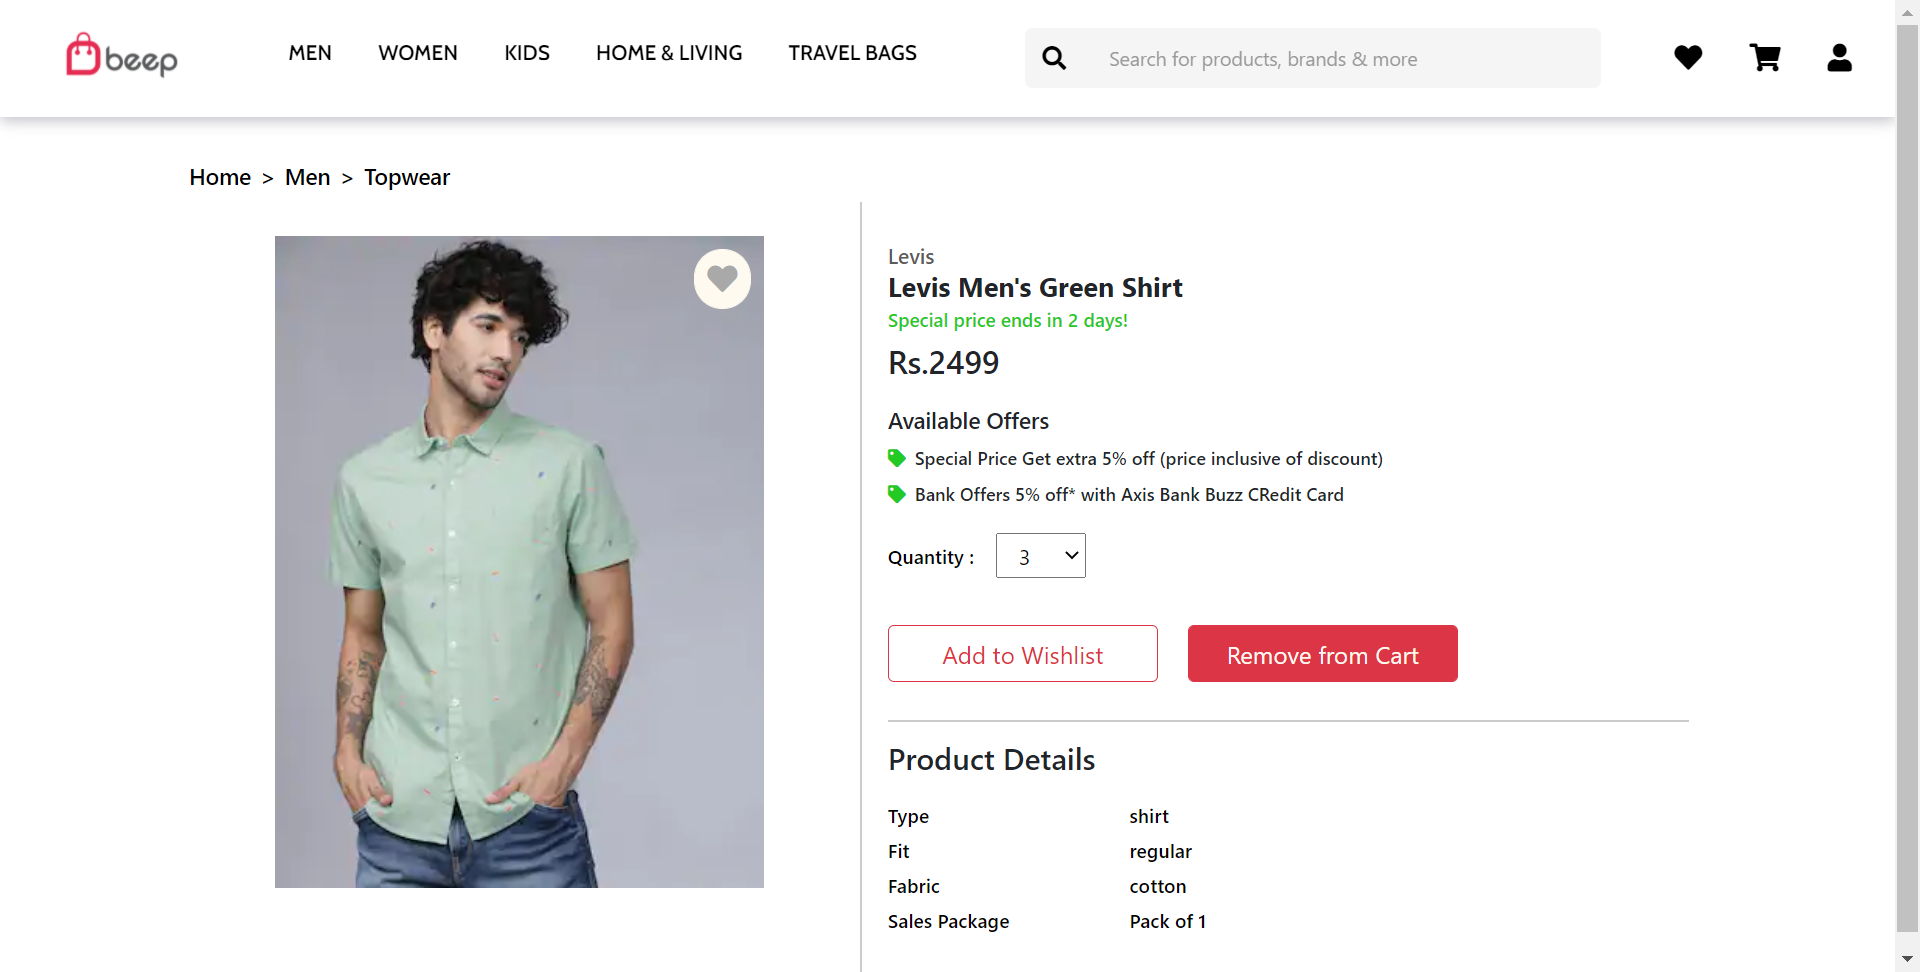 beep
MEN WOMEN KIDS HOME & LIVING TRAVEL BAGS
Search for products, brands & more
Home > Men > Topwear
Levis
Levis Men's Green Shirt
Special price ends in 2 days!
Rs.2499
Available Offers
Special Price Get extra 5% off (price inclusive of discount)
Bank Offers 5% off* with Axis Bank Buzz CRedit Card
Quantity : 3
Add to Wishlist Remove from Cart
Product Details
Type shirt
Fit regular
Fabric cotton
Sales Package Pack of 1